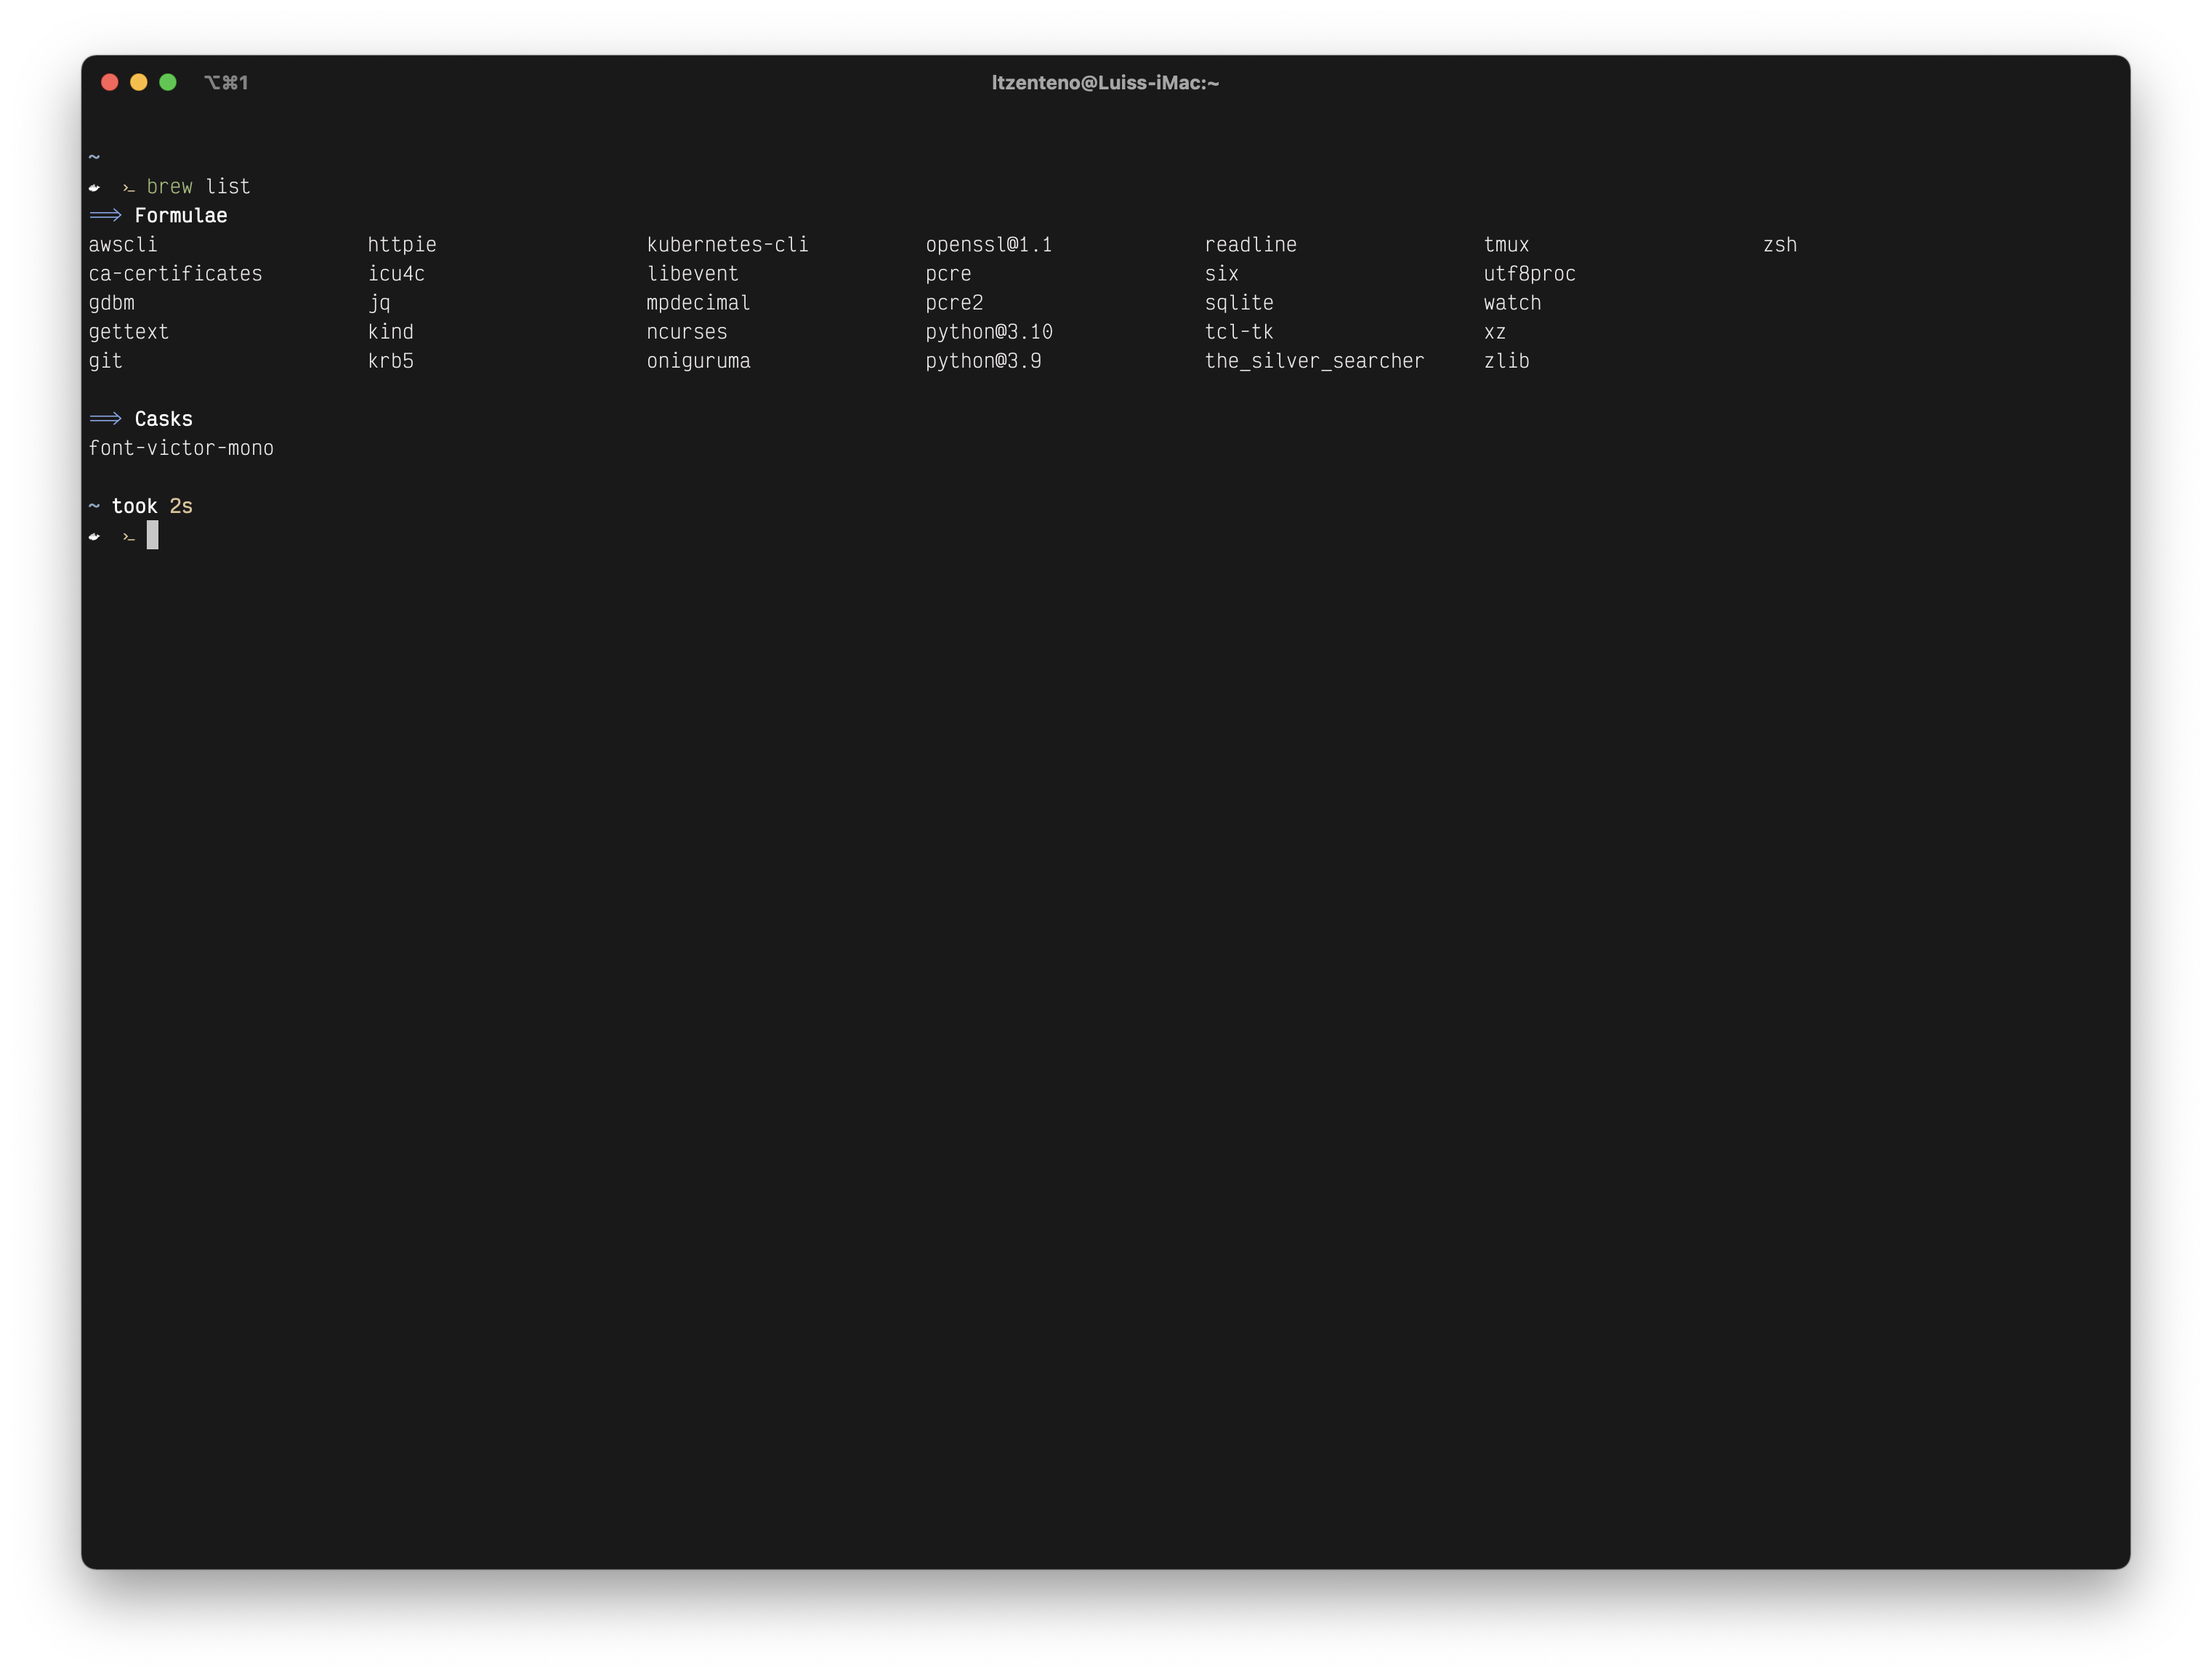 ⌥⌘1 ltzenteno@Luiss-iMac:~
~
>_ brew list
==> Formulae
awscli httpie kubernetes-cli openssl@1.1 readline tmux zsh
ca-certificates icu4c libevent pcre six utf8proc
gdbm jq mpdecimal pcre2 sqlite watch
gettext kind ncurses python@3.10 tcl-tk xz
git krb5 oniguruma python@3.9 the_silver_searcher zlib
==> Casks
font-victor-mono
~ took 2s
>_